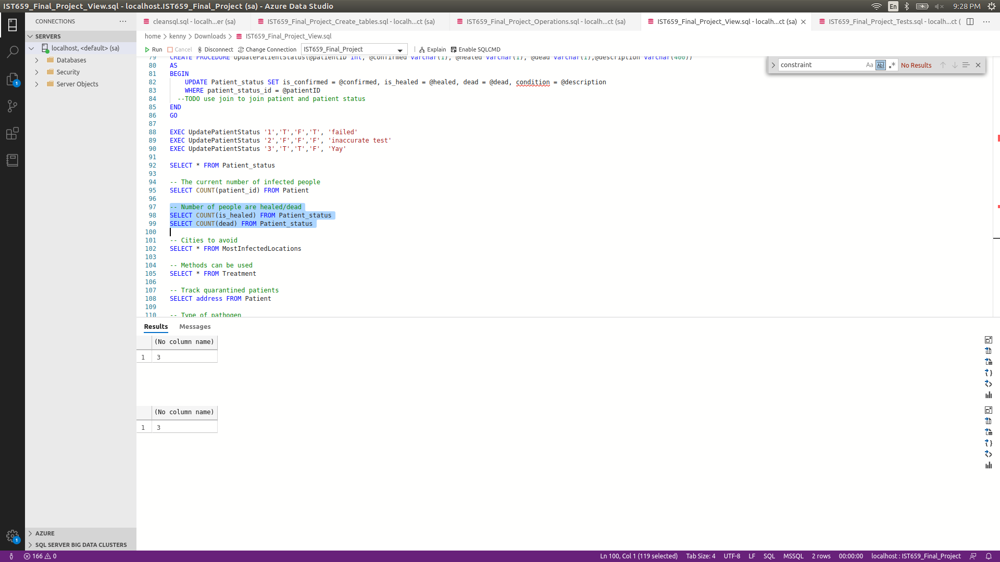 IST659_Final_Project_View.sql - localhost.IST659_Final_Project (sa) - Azure Data Studio
En
9:28 PM
CONNECTIONS
cleansql.sql - localh...er (sa)
IST659_Final_Project_Create_tables.sql - localh...ct (sa)
IST659_Final_Project_Operations.sql - localh...ct (sa)
IST659_Final_Project_View.sql - localh...ct (sa)
IST659_Final_Project_Tests.sql - localh...ct (
SERVERS
localhost, <default> (sa)
Databases
Security
Server Objects
home > kenny > Downloads > IST659_Final_Project_View.sql
Run Cancel Disconnect Change Connection IST659_Final_Project Explain Enable SQLCMD
constraint Aa Abl No Results
79 CREATE PROCEDURE UpdatePatientStatus(@patientID int, @confirmed varchar(1), @healed varchar(1), @dead varchar(1),@description varchar(400))
80 AS
81 BEGIN
82 UPDATE Patient_status SET is_confirmed = @confirmed, is_healed = @healed, dead = @dead, condition = @description
83 WHERE patient_status_id = @patientID
84 --TODO use join to join patient and patient status
85 END
86 GO
87
88 EXEC UpdatePatientStatus '1','T','F','T', 'failed'
89 EXEC UpdatePatientStatus '2','F','F','F', 'inaccurate test'
90 EXEC UpdatePatientStatus '3','T','T','F', 'Yay'
91
92 SELECT * FROM Patient_status
93
94 -- The current number of infected people
95 SELECT COUNT(patient_id) FROM Patient
96
97 -- Number of people are healed/dead
98 SELECT COUNT(is_healed) FROM Patient_status
99 SELECT COUNT(dead) FROM Patient_status
100
101 -- Cities to avoid
102 SELECT * FROM MostInfectedLocations
103
104 -- Methods can be used
105 SELECT * FROM Treatment
106
107 -- Track quarantined patients
108 SELECT address FROM Patient
109
110 -- Type of pathogen
Results Messages
(No column name)
1 3
(No column name)
1 3
1
1
AZURE
SQL SERVER BIG DATA CLUSTERS
166 0
Ln 100, Col 1 (119 selected) Tab Size: 4 UTF-8 LF SQL MSSQL 2 rows 00:00:00 localhost : IST659_Final_Project